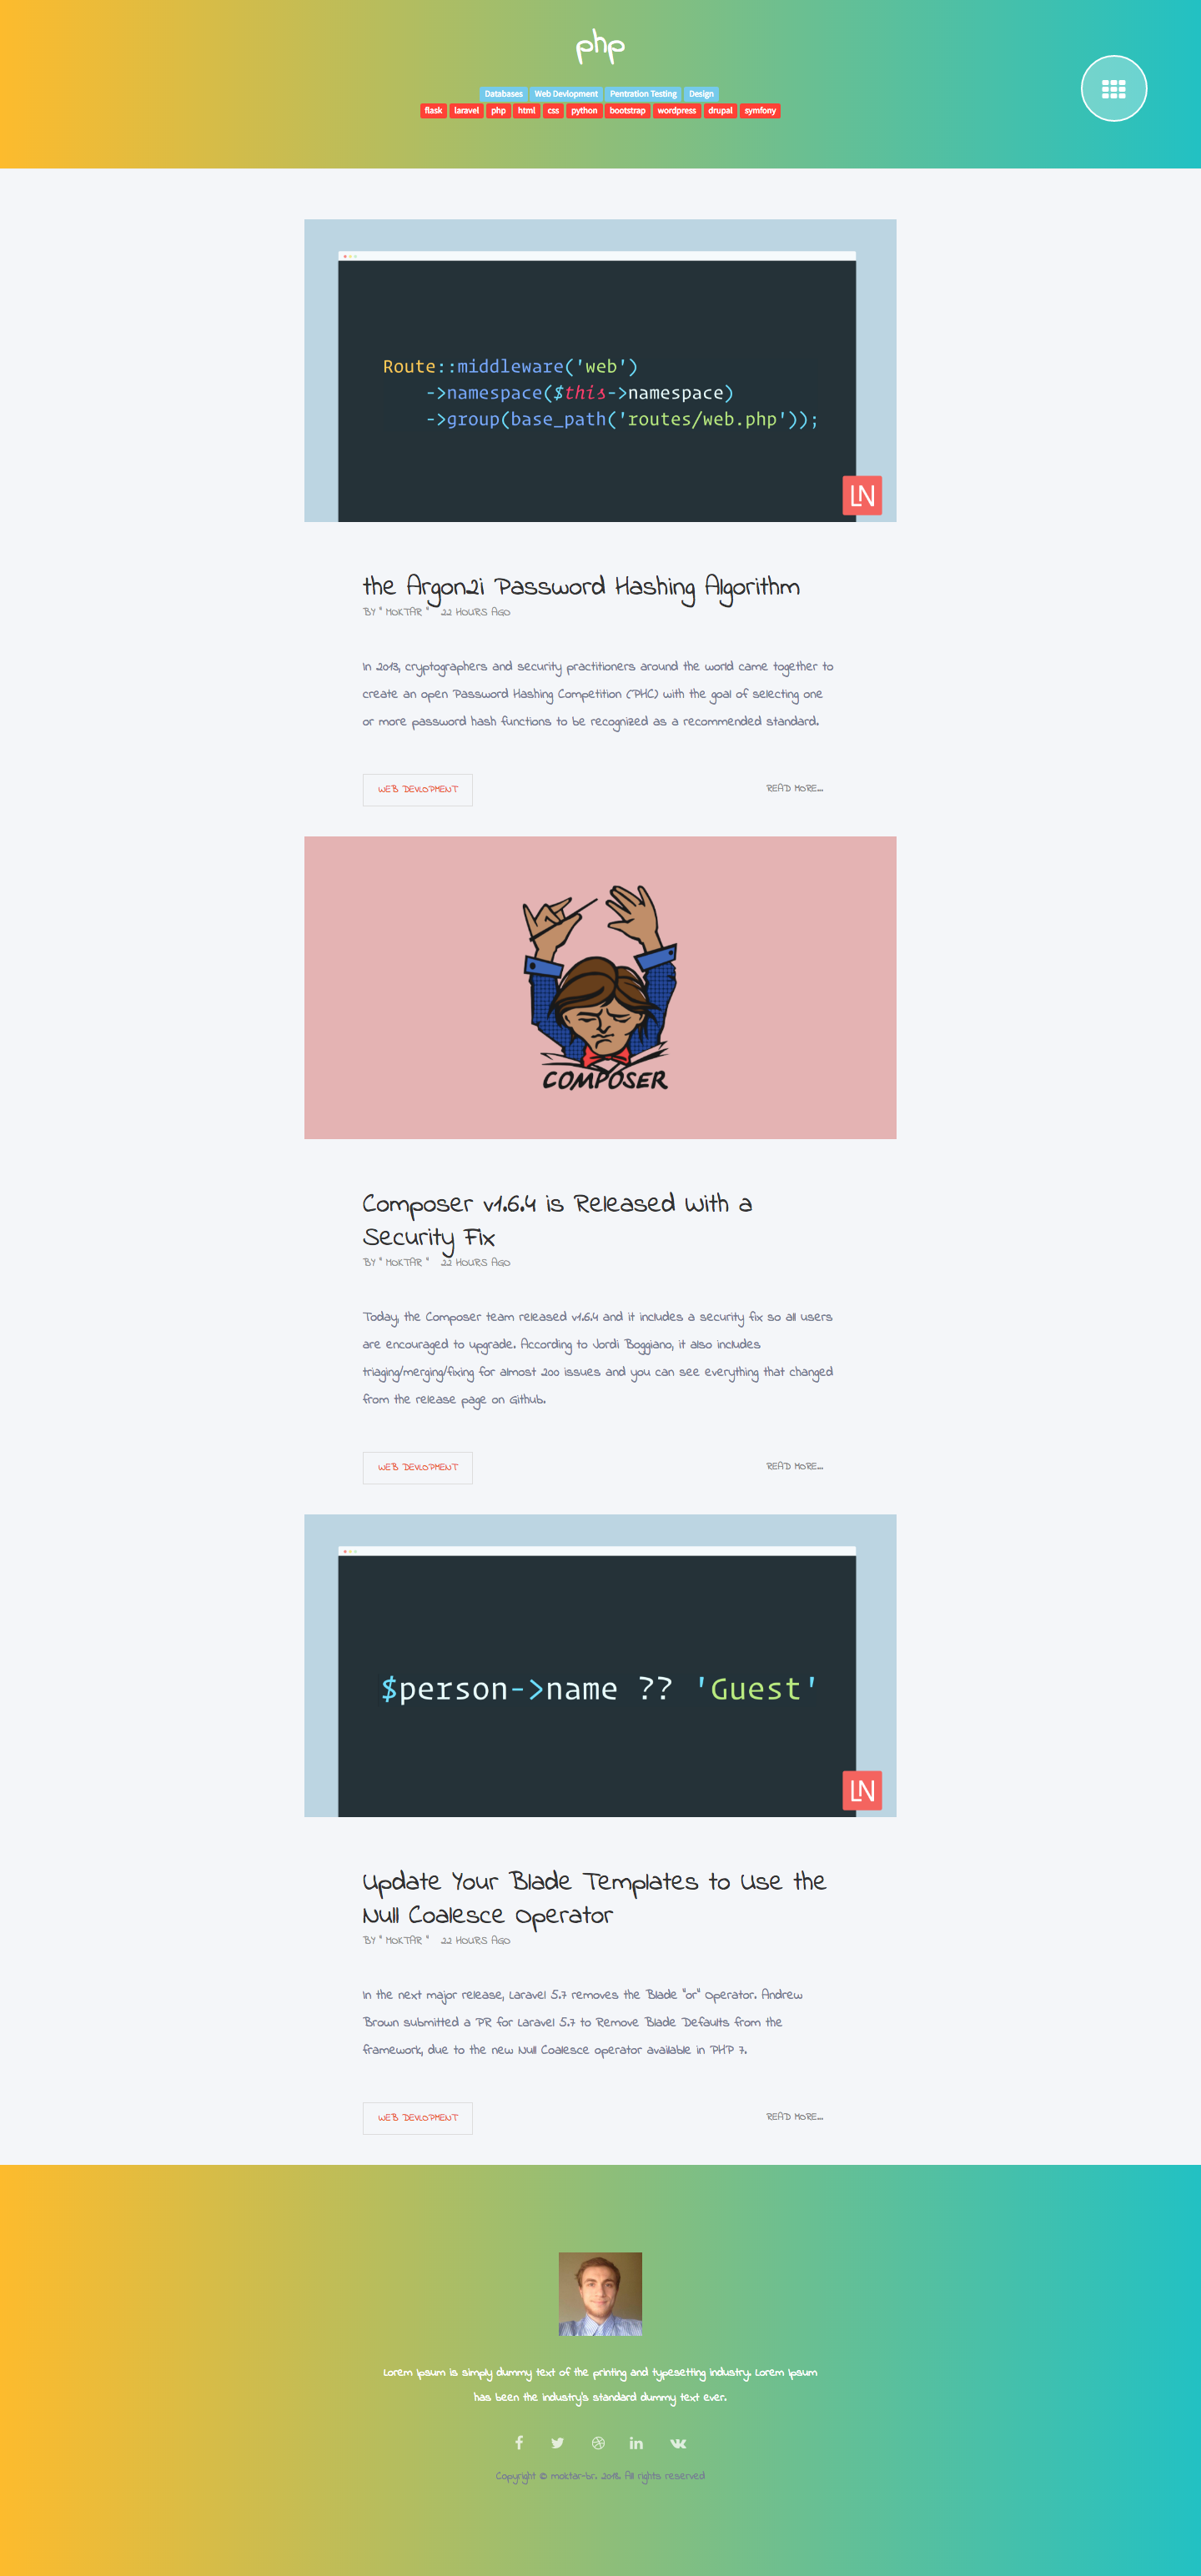 php
Databases Web Devlopment Pentration Testing Design
flask laravel php html css python bootstrap wordpress drupal symfony
Route::middleware('web')
->namespace($this->namespace)
->group(base_path('routes/web.php'));
LN
the Argon2i Password Hashing Algorithm
BY " MOKTAR " 22 HOURS AGO
In 2013, cryptographers and security practitioners around the world came together to
create an open Password Hashing Competition (PHC) with the goal of selecting one
or more password hash functions to be recognized as a recommended standard.
WEB DEVLOPMENT READ MORE...
COMPOSER
Composer v1.6.4 is Released With a
Security Fix
BY " MOKTAR " 22 HOURS AGO
Today, the Composer team released v1.6.4 and it includes a security fix so all users
are encouraged to upgrade. According to Jordi Boggiano, it also includes
triaging/merging/fixing for almost 200 issues and you can see everything that changed
from the release page on Github.
WEB DEVLOPMENT READ MORE...
$person->name ?? 'Guest'
LN
Update Your Blade Templates to Use the
Null Coalesce Operator
BY " MOKTAR " 22 HOURS AGO
In the next major release, Laravel 5.7 removes the Blade "or" Operator. Andrew
Brown submitted a PR for Laravel 5.7 to Remove Blade Defaults from the
framework, due to the new Null Coalesce operator available in PHP 7.
WEB DEVLOPMENT READ MORE...
Lorem Ipsum is simply dummy text of the printing and typesetting industry. Lorem Ipsum
has been the industry's standard dummy text ever.
Copyright © moktar-br. 2018. All rights reserved